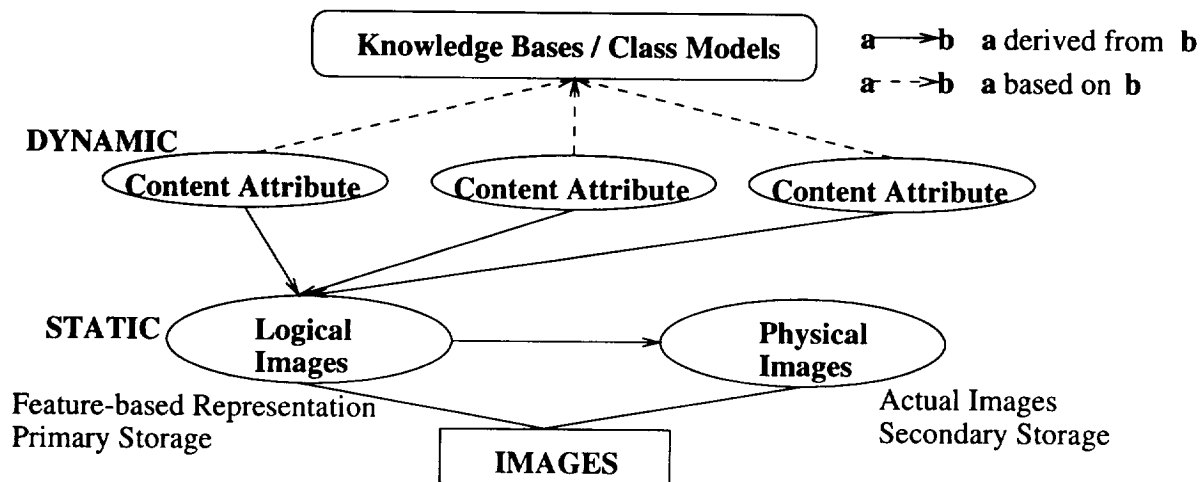 Knowledge Bases / Class Models
a b a derived from b
a b a based on b
DYNAMIC
Content Attribute
Content Attribute
Content Attribute
STATIC
Logical
Images
Physical
Images
Feature-based Representation
Primary Storage
Actual Images
Secondary Storage
IMAGES